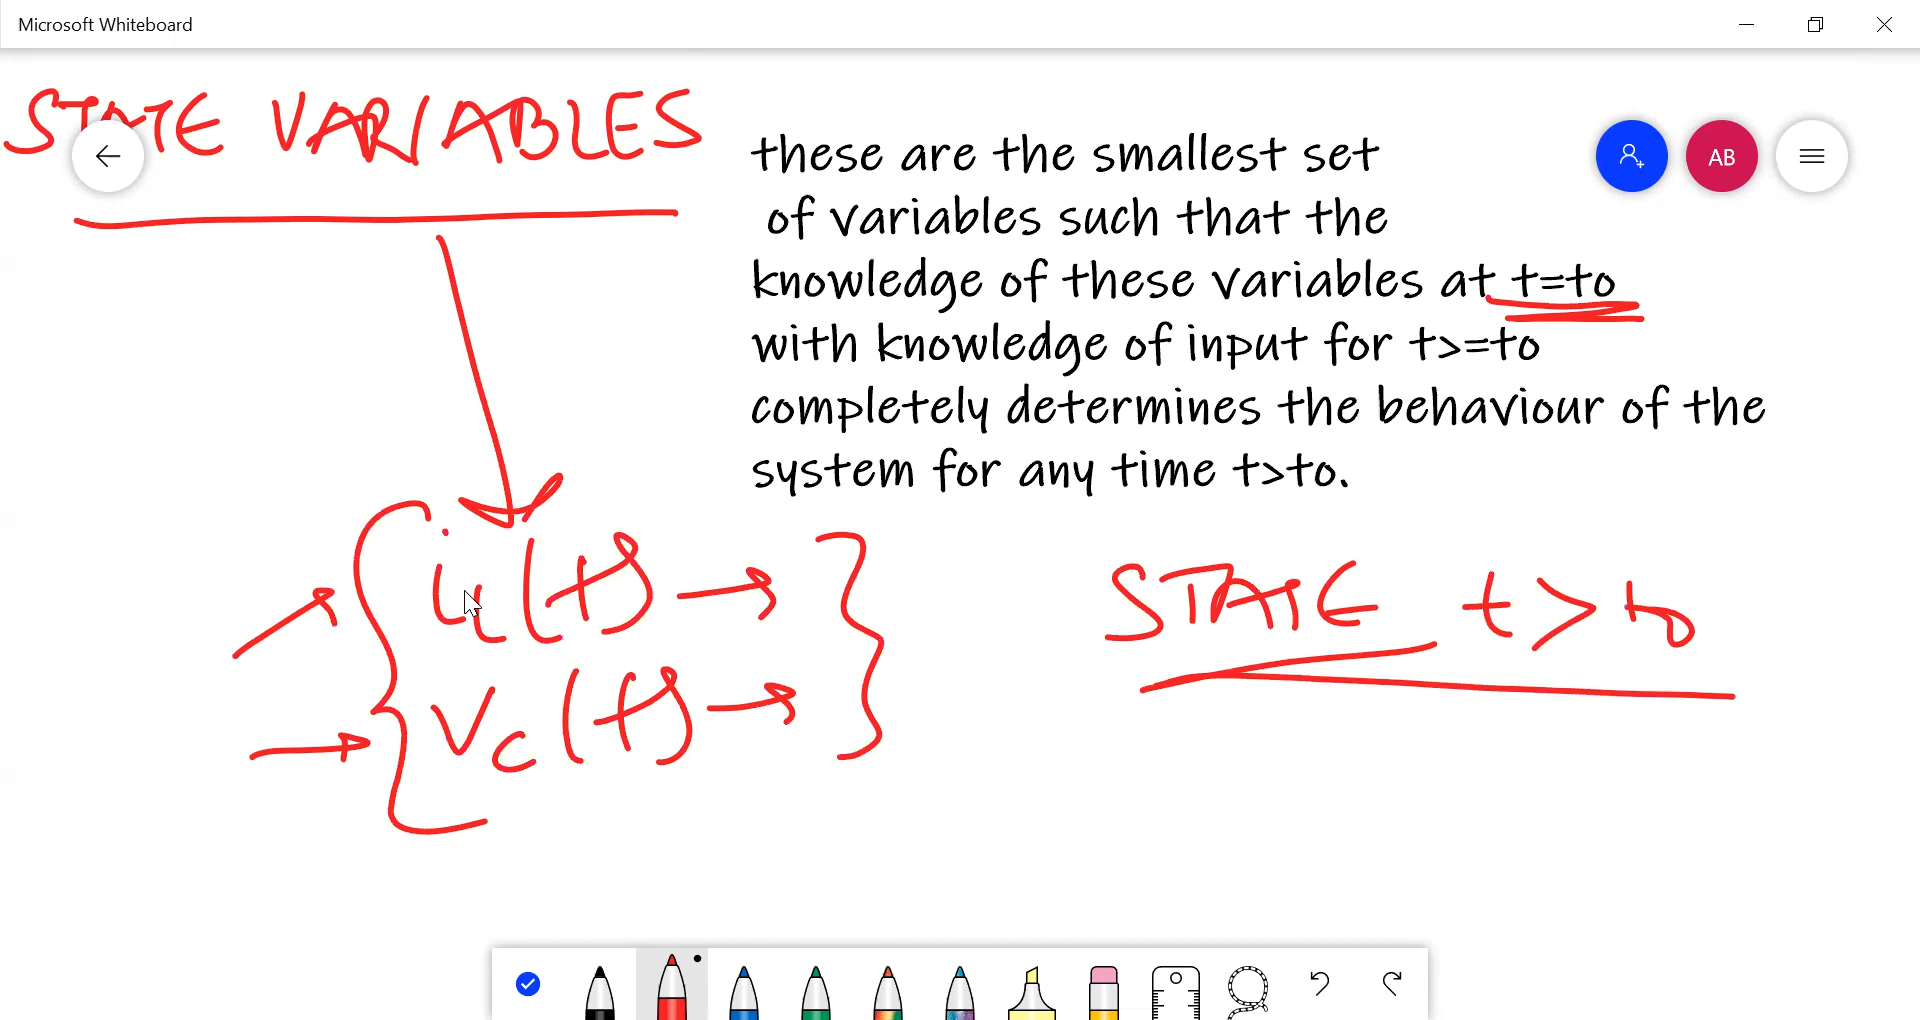 Microsoft Whiteboard
STATE VARIABLES
these are the smallest set
of variables such that the
knowledge of these variables at t=to
with knowledge of input for t>=to
completely determines the behaviour of the
system for any time t>to.
AB
iL(t)
vc(t)
STATE t>to